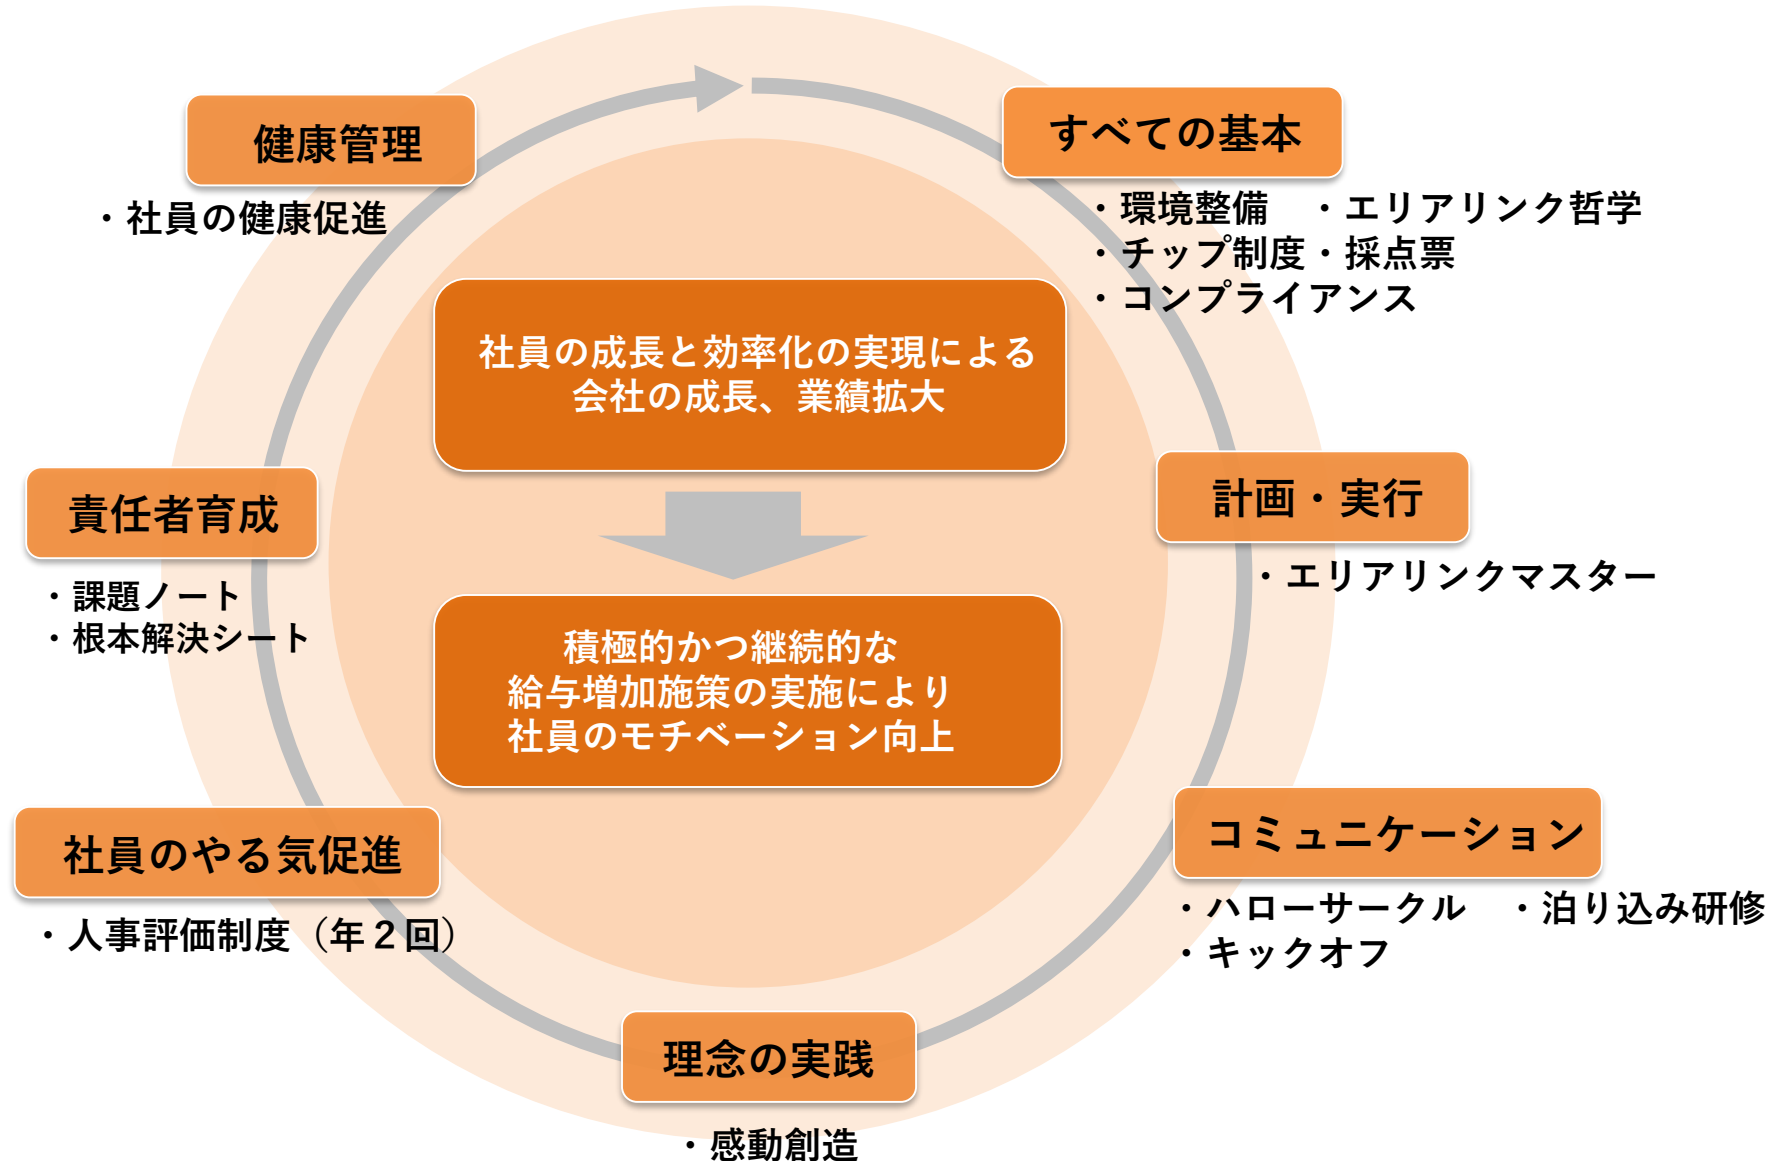 健康管理
・社員の健康促進
すべての基本
・環境整備　・エリアリンク哲学
・チップ制度・採点票
・コンプライアンス
社員の成長と効率化の実現による
会社の成長、業績拡大
積極的かつ継続的な
給与増加施策の実施により
社員のモチベーション向上
計画・実行
・エリアリンクマスター
コミュニケーション
・ハローサークル　・泊り込み研修
・キックオフ
理念の実践
・感動創造
社員のやる気促進
・人事評価制度（年２回）
責任者育成
・課題ノート
・根本解決シート